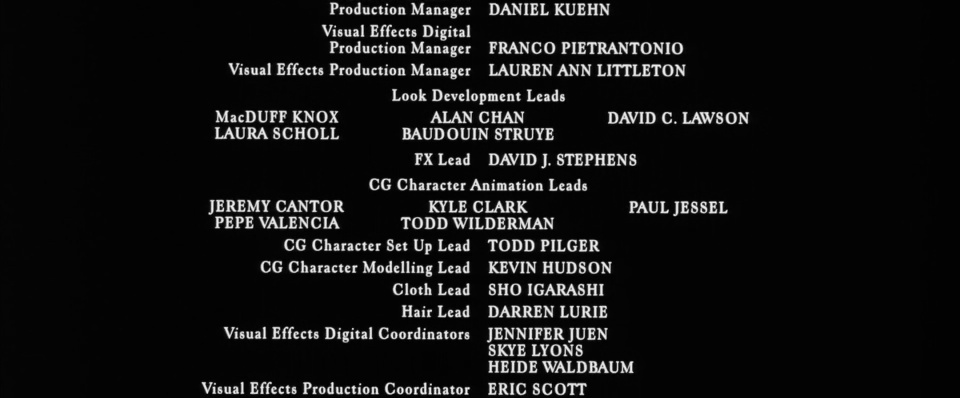 Production Manager DANIEL KUEHN
Visual Effects Digital
Production Manager FRANCO PIETRANTONIO
Visual Effects Production Manager LAUREN ANN LITTLETON
Look Development Leads
MacDUFF KNOX ALAN CHAN DAVID C. LAWSON
LAURA SCHOLL BAUDOUIN STRUYE
FX Lead DAVID J. STEPHENS
CG Character Animation Leads
JEREMY CANTOR KYLE CLARK PAUL JESSEL
PEPE VALENCIA TODD WILDERMAN
CG Character Set Up Lead TODD PILGER
CG Character Modelling Lead KEVIN HUDSON
Cloth Lead SHO IGARASHI
Hair Lead DARREN LURIE
Visual Effects Digital Coordinators JENNIFER JUEN
SKYE LYONS
HEIDE WALDBAUM
Visual Effects Production Coordinator ERIC SCOTT